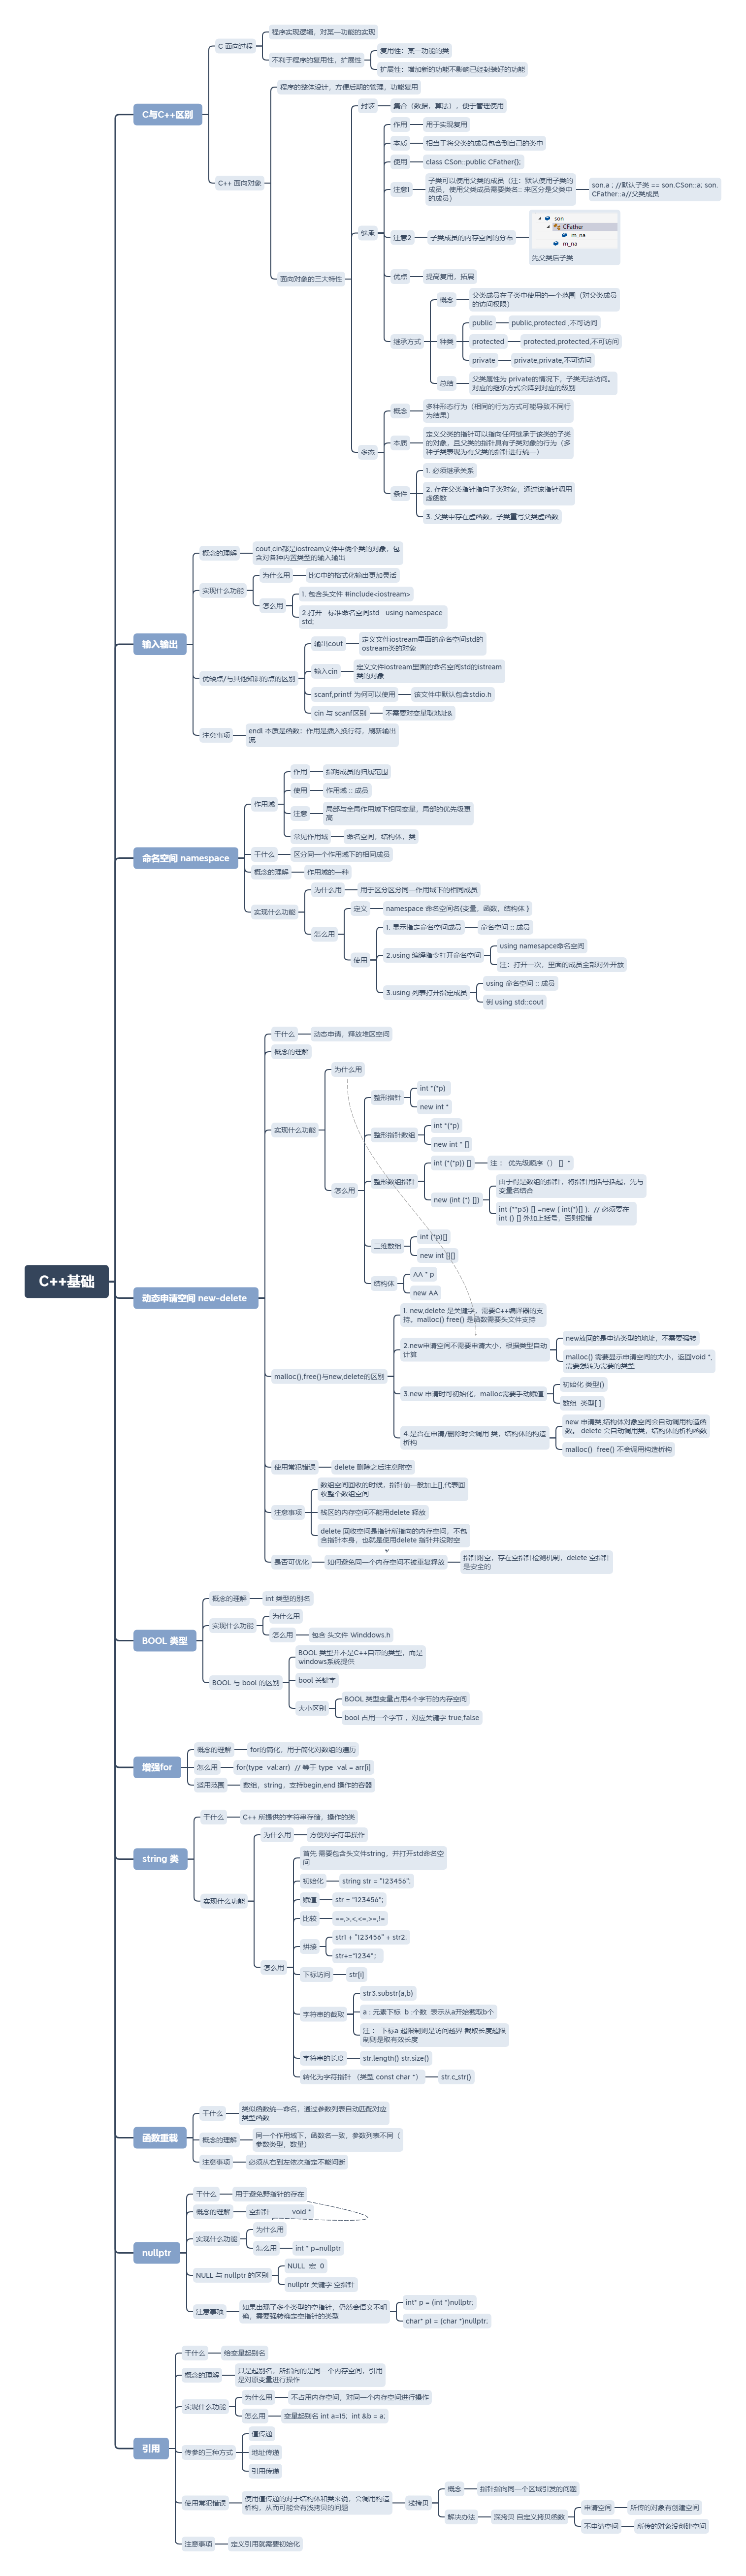 C++基础
C与C++区别
C 面向过程
程序实现逻辑，对某一功能的实现
不利于程序的复用性，扩展性
复用性：某一功能的类
扩展性：增加新的功能不影响已经封装好的功能
C++ 面向对象
程序的整体设计，方便后期的管理，功能复用
面向对象的三大特性
封装
集合（数据，算法），便于管理使用
继承
作用
用于实现复用
本质
相当于将父类的成员包含到自己的类中
使用
class CSon::public CFather{};
注意1
子类可以使用父类的成员（注：默认使用子类的
成员，使用父类成员需要类名:: 来区分是父类中
的成员）
son.a ; //默认子类 == son.CSon::a; son.
CFather::a//父类成员
注意2
子类成员的内存空间的分布
son
CFather
m_na
m_na
先父类后子类
优点
提高复用，拓展
继承方式
概念
父类成员在子类中使用的一个范围（对父类成员
的访问权限）
种类
public
public,protected ,不可访问
protected
protected,protected,不可访问
private
private,private,不可访问
总结
父类属性为 private的情况下，子类无法访问。
对应的继承方式会降到对应的级别
多态
概念
多种形态行为（相同的行为方式可能导致不同行
为结果）
本质
定义父类的指针可以指向任何继承于该类的子类
的对象，且父类的指针具有子类对象的行为（多
种子类表现为有父类的指针进行统一）
条件
1. 必须继承关系
2. 存在父类指针指向子类对象，通过该指针调用
虚函数
3. 父类中存在虚函数，子类重写父类虚函数
输入输出
概念的理解
cout,cin都是iostream文件中俩个类的对象，包
含对各种内置类型的输入输出
实现什么功能
为什么用
比C中的格式化输出更加灵活
怎么用
1. 包含头文件 #include<iostream>
2.打开 标准命名空间std using namespace
std;
优缺点/与其他知识的点的区别
输出cout
定义文件iostream里面的命名空间std的
ostream类的对象
输入cin
定义文件iostream里面的命名空间std的istream
类的对象
scanf,printf 为何可以使用
该文件中默认包含stdio.h
cin 与 scanf区别
不需要对变量取地址&
注意事项
endl 本质是函数：作用是插入换行符，刷新输出
流
命名空间 namespace
作用域
作用
指明成员的归属范围
使用
作用域 :: 成员
注意
局部与全局作用域下相同变量，局部的优先级更
高
常见作用域
命名空间，结构体，类
干什么
区分同一个作用域下的相同成员
概念的理解
作用域的一种
实现什么功能
为什么用
用于区分区分同一作用域下的相同成员
怎么用
定义
namespace 命名空间名{变量，函数，结构体 }
使用
1. 显示指定命名空间成员
命名空间 :: 成员
2.using 编译指令打开命名空间
using namesapce命名空间
注：打开一次，里面的成员全部对外开放
3.using 列表打开指定成员
using 命名空间 :: 成员
例 using std::cout
动态申请空间 new-delete
干什么
动态申请，释放堆区空间
概念的理解
实现什么功能
为什么用
怎么用
整形指针
int *(*p)
new int *
整形指针数组
int *(*p)
new int * []
整形数组指针
int (*(*p)) []
注 ： 优先级顺序（） [] *
new (int (*) [])
由于得是数组的指针，将指针用括号括起，先与
变量名结合
int (**p3) [] =new ( int(*)[] ); // 必须要在
int () [] 外加上括号，否则报错
二维数组
int (*p)[]
new int [][]
结构体
AA * p
new AA
malloc(),free()与new,delete的区别
1. new,delete 是关键字，需要C++编译器的支
持。malloc() free() 是函数需要头文件支持
2.new申请空间不需要申请大小，根据类型自动
计算
new放回的是申请类型的地址，不需要强转
malloc() 需要显示申请空间的大小，返回void *,
需要强转为需要的类型
3.new 申请时可初始化，malloc需要手动赋值
初始化 类型()
数组 类型[ ]
4.是否在申请/删除时会调用 类，结构体的构造
析构
new 申请类,结构体对象空间会自动调用构造函
数。 delete 会自动调用类，结构体的析构函数
malloc() free() 不会调用构造析构
使用常犯错误
delete 删除之后注意附空
注意事项
数组空间回收的时候，指针前一般加上[],代表回
收整个数组空间
栈区的内存空间不能用delete 释放
delete 回收空间是指针所指向的内存空间，不包
含指针本身，也就是使用delete 指针并没附空
是否可优化
如何避免同一个内存空间不被重复释放
指针附空，存在空指针检测机制，delete 空指针
是安全的
BOOL 类型
概念的理解
int 类型的别名
实现什么功能
为什么用
怎么用
包含 头文件 Winddows.h
BOOL 与 bool 的区别
BOOL 类型并不是C++自带的类型，而是
windows系统提供
bool 关键字
大小区别
BOOL 类型变量占用4个字节的内存空间
bool 占用一个字节 ，对应关键字 true,false
增强for
概念的理解
for的简化，用于简化对数组的遍历
怎么用
for(type val:arr) // 等于 type val = arr[i]
适用范围
数组，string，支持begin,end 操作的容器
string 类
干什么
C++ 所提供的字符串存储，操作的类
实现什么功能
为什么用
方便对字符串操作
怎么用
首先 需要包含头文件string，并打开std命名空
间
初始化
string str = "123456";
赋值
str = "123456";
比较
==,>,<,<=,>=,!=
拼接
str1 + "123456" + str2;
str+="1234" ;
下标访问
str[i]
字符串的截取
str3.substr(a,b)
a : 元素下标 b :个数 表示从a开始截取b个
注 ： 下标a 超限制则是访问越界 截取长度超限
制则是取有效长度
字符串的长度
str.length() str.size()
转化为字符指针 （类型 const char *）
str.c_str()
函数重载
干什么
类似函数统一命名，通过参数列表自动匹配对应
类型函数
概念的理解
同一个作用域下，函数名一致，参数列表不同（
参数类型，数量）
注意事项
必须从右到左依次指定不能间断
nullptr
干什么
用于避免野指针的存在
概念的理解
空指针 void *
实现什么功能
为什么用
怎么用
int * p=nullptr
NULL 与 nullptr 的区别
NULL 宏 0
nullptr 关键字 空指针
注意事项
如果出现了多个类型的空指针，仍然会语义不明
确，需要强转确定空指针的类型
int* p = (int *)nullptr;
char* p1 = (char *)nullptr;
引用
干什么
给变量起别名
概念的理解
只是起别名，所指向的是同一个内存空间，引用
是对原变量进行操作
实现什么功能
为什么用
不占用内存空间，对同一个内存空间进行操作
怎么用
变量起别名 int a=15; int &b = a;
传参的三种方式
值传递
地址传递
引用传递
使用常犯错误
使用值传递的对于结构体和类来说，会调用构造
析构，从而可能会有浅拷贝的问题
浅拷贝
概念
指针指向同一个区域引发的问题
解决办法
深拷贝 自定义拷贝函数
申请空间
所传的对象有创建空间
不申请空间
所传的对象没创建空间
注意事项
定义引用就需要初始化